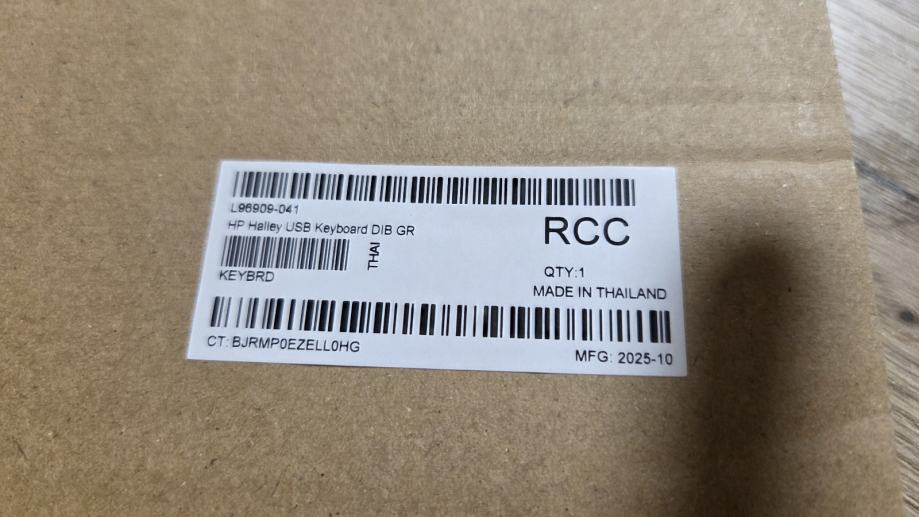 L96909-041
HP Halley USB Keyboard DIB GR
RCC
THAI
KEYBRD
QTY:1
MADE IN THAILAND
CT: BJRMP0EZELL0HG
MFG: 2025-10